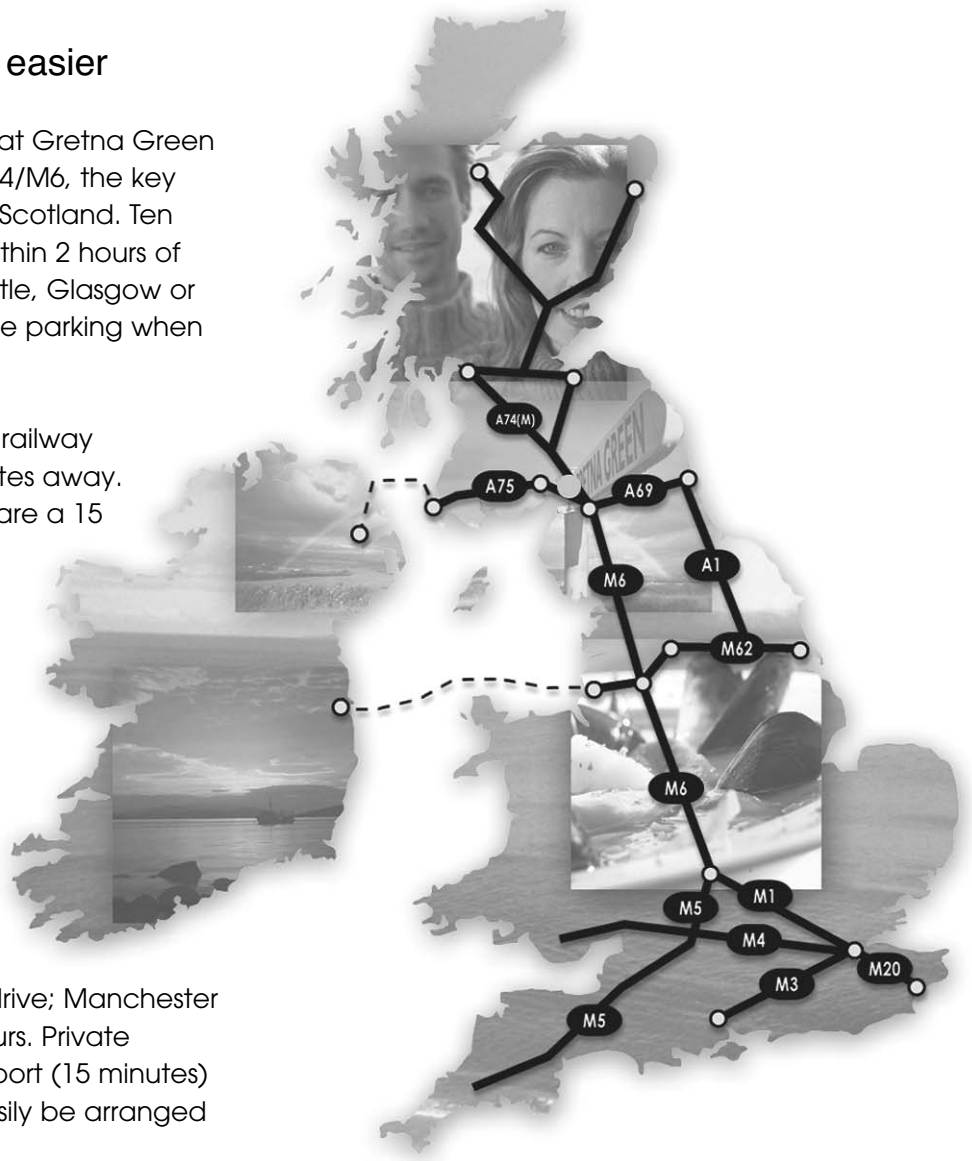 easier
at Gretna Green
4/M6, the key
Scotland. Ten
thin 2 hours of
tle, Glasgow or
e parking when
railway
tes away.
are a 15
A74(M)
ETNA GREEN
A75
A69
M6
A1
M62
M6
M5
M1
M4
M20
M3
M5
drive; Manchester
urs. Private
port (15 minutes)
sily be arranged